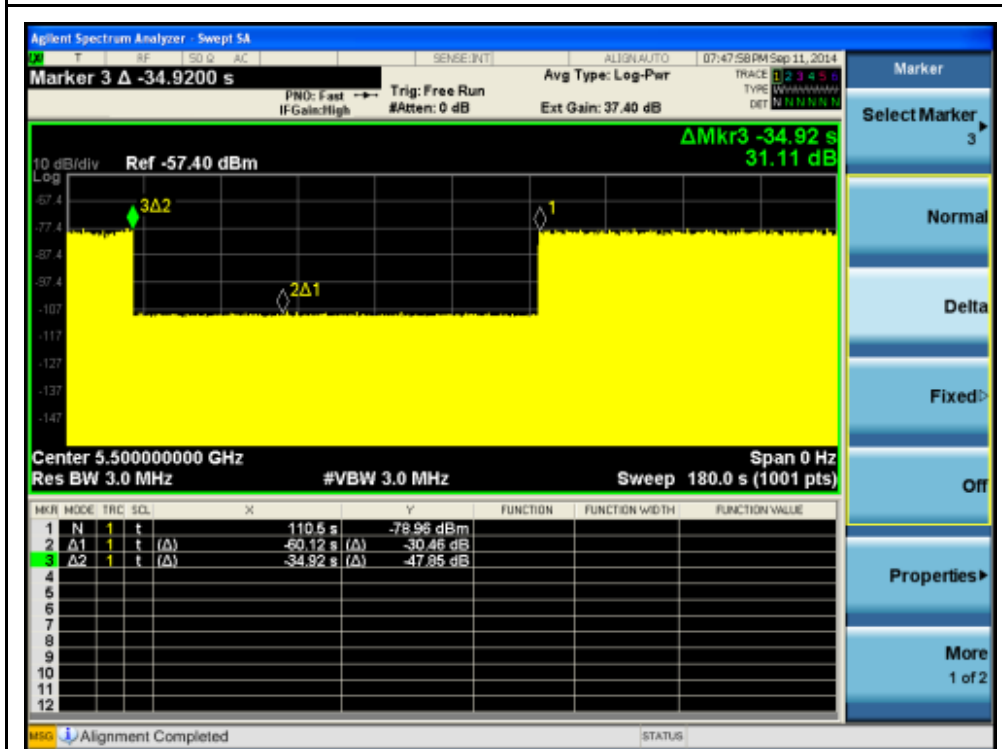 Agilent Spectrum Analyzer - Swept SA
T RF 50 Ω AC SENSE:INT ALIGN AUTO 07:47:58 PM Sep 11, 2014
Marker 3 Δ -34.9200 s
PNO: Fast
IFGain:High
Trig: Free Run
#Atten: 0 dB
Avg Type: Log-Pwr
Ext Gain: 37.40 dB
TRACE 1 2 3 4 5 6
TYPE
DET N N N N N N
ΔMkr3 -34.92 s
31.11 dB
10 dB/div Ref -57.40 dBm
Log
-67.4
-77.4
-87.4
-97.4
-107
-117
-127
-137
-147
3Δ2
2Δ1
1
Center 5.500000000 GHz Span 0 Hz
Res BW 3.0 MHz #VBW 3.0 MHz Sweep 180.0 s (1001 pts)
MKR MODE TRC SCL X Y FUNCTION FUNCTION WIDTH FUNCTION VALUE
1 N 1 t 110.5 s -78.96 dBm
2 Δ1 1 t (Δ) -60.12 s (Δ) -30.46 dB
3 Δ2 1 t (Δ) -34.92 s (Δ) -47.85 dB
4
5
6
7
8
9
10
11
12
MSG Alignment Completed STATUS
Marker
Select Marker
3
Normal
Delta
Fixed
Off
Properties
More
1 of 2